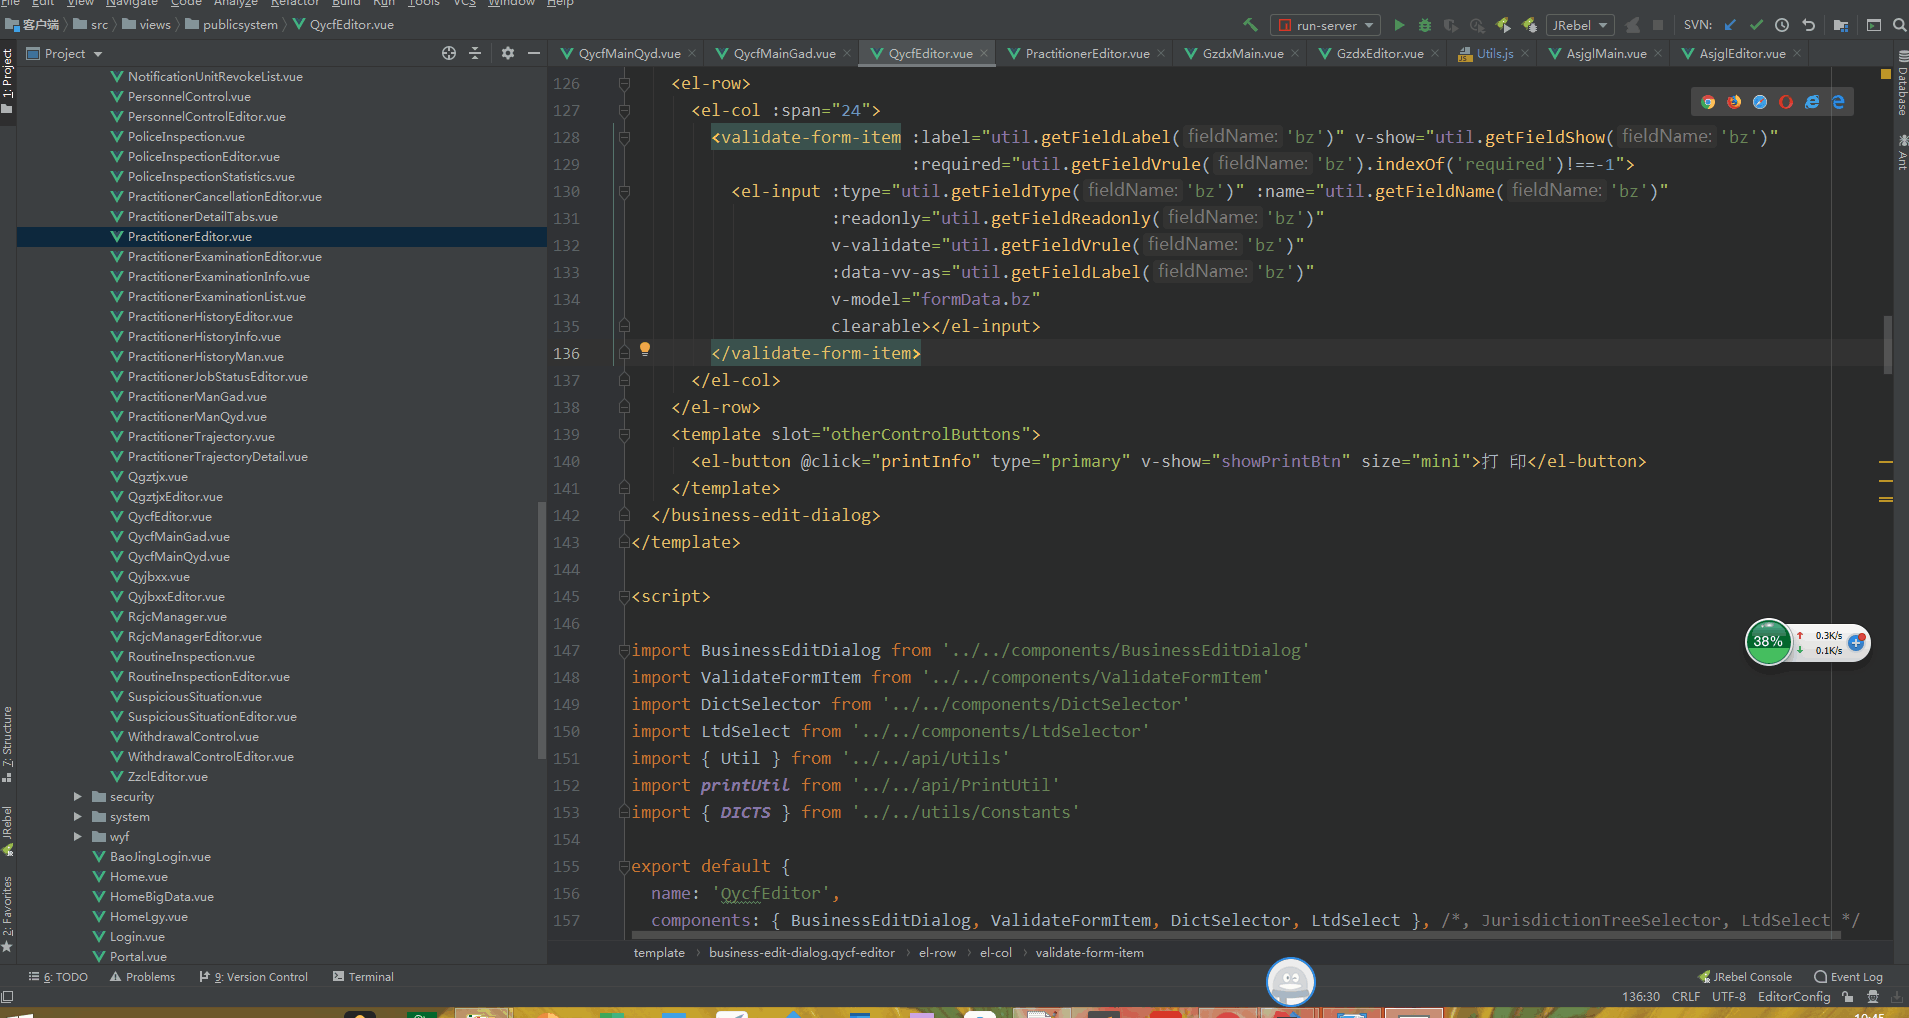 File Edit View Navigate Code Analyze Refactor Build Run Tools VCS Window Help
客户端 src views publicsystem QycfEditor.vue
run-server JRebel SVN:
Project
QycfMainQyd.vue QycfMainGad.vue QycfEditor.vue PractitionerEditor.vue GzdxMain.vue GzdxEditor.vue Utils.js AsjglMain.vue AsjglEditor.vue
1: Project
7: Structure
JRebel
2: Favorites
Database
Ant
NotificationUnitRevokeList.vue
PersonnelControl.vue
PersonnelControlEditor.vue
PoliceInspection.vue
PoliceInspectionEditor.vue
PoliceInspectionStatistics.vue
PractitionerCancellationEditor.vue
PractitionerDetailTabs.vue
PractitionerEditor.vue
PractitionerExaminationEditor.vue
PractitionerExaminationInfo.vue
PractitionerExaminationList.vue
PractitionerHistoryEditor.vue
PractitionerHistoryInfo.vue
PractitionerHistoryMan.vue
PractitionerJobStatusEditor.vue
PractitionerManGad.vue
PractitionerManQyd.vue
PractitionerTrajectory.vue
PractitionerTrajectoryDetail.vue
Qgztjx.vue
QgztjxEditor.vue
QycfEditor.vue
QycfMainGad.vue
QycfMainQyd.vue
Qyjbxx.vue
QyjbxxEditor.vue
RcjcManager.vue
RcjcManagerEditor.vue
RoutineInspection.vue
RoutineInspectionEditor.vue
SuspiciousSituation.vue
SuspiciousSituationEditor.vue
WithdrawalControl.vue
WithdrawalControlEditor.vue
ZzclEditor.vue
security
system
wyf
BaoJingLogin.vue
Home.vue
HomeBigData.vue
HomeLgy.vue
Login.vue
Portal.vue
126 <el-row>
127 <el-col :span="24">
128 <validate-form-item :label="util.getFieldLabel( fieldName: 'bz')" v-show="util.getFieldShow( fieldName: 'bz')"
129 :required="util.getFieldVrule( fieldName: 'bz').indexOf('required')!==-1">
130 <el-input :type="util.getFieldType( fieldName: 'bz')" :name="util.getFieldName( fieldName: 'bz')"
131 :readonly="util.getFieldReadonly( fieldName: 'bz')"
132 v-validate="util.getFieldVrule( fieldName: 'bz')"
133 :data-vv-as="util.getFieldLabel( fieldName: 'bz')"
134 v-model="formData.bz"
135 clearable></el-input>
136 </validate-form-item>
137 </el-col>
138 </el-row>
139 <template slot="otherControlButtons">
140 <el-button @click="printInfo" type="primary" v-show="showPrintBtn" size="mini">打 印</el-button>
141 </template>
142 </business-edit-dialog>
143 </template>
144
145 <script>
146
147 import BusinessEditDialog from '../../components/BusinessEditDialog'
148 import ValidateFormItem from '../../components/ValidateFormItem'
149 import DictSelector from '../../components/DictSelector'
150 import LtdSelect from '../../components/LtdSelector'
151 import { Util } from '../../api/Utils'
152 import printUtil from '../../api/PrintUtil'
153 import { DICTS } from '../../utils/Constants'
154
155 export default {
156 name: 'QycfEditor',
157 components: { BusinessEditDialog, ValidateFormItem, DictSelector, LtdSelect }, /*, JurisdictionTreeSelector, LtdSelect */
38% 0.3K/s
0.1K/s
template business-edit-dialog.qycf-editor el-row el-col validate-form-item
6: TODO Problems 9: Version Control Terminal JRebel Console Event Log
136:30 CRLF UTF-8 EditorConfig
10:45